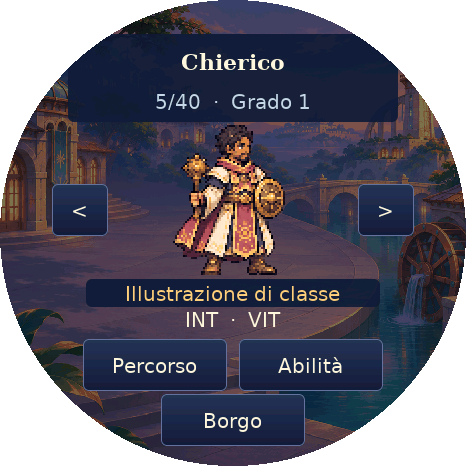 Chierico
5/40 · Grado 1
< >
Illustrazione di classe
INT · VIT
Percorso Abilità
Borgo